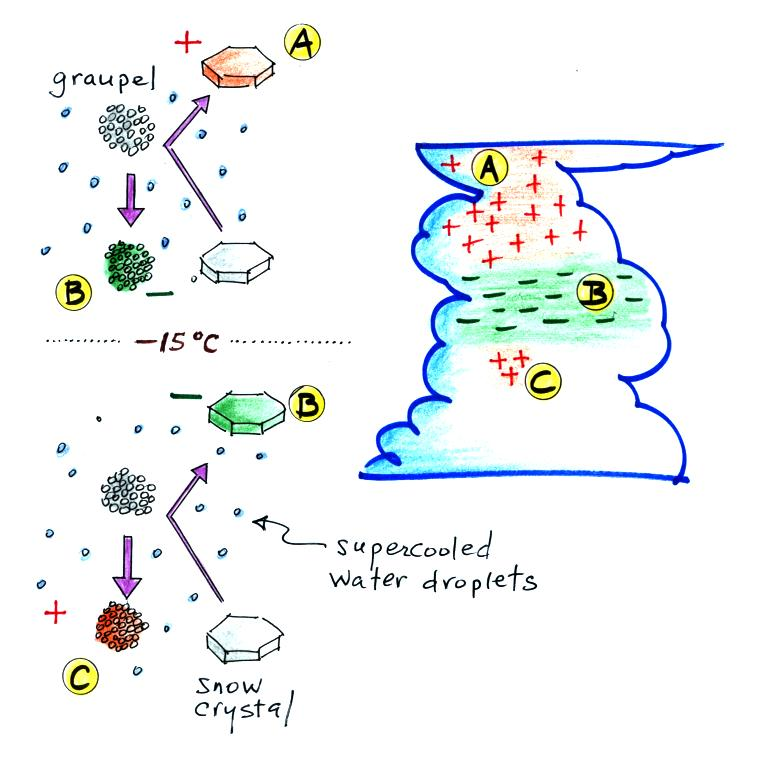 + A
graupel
B −
−15°C
− B
supercooled
water droplets
+
C
snow
crystal
A
B
C